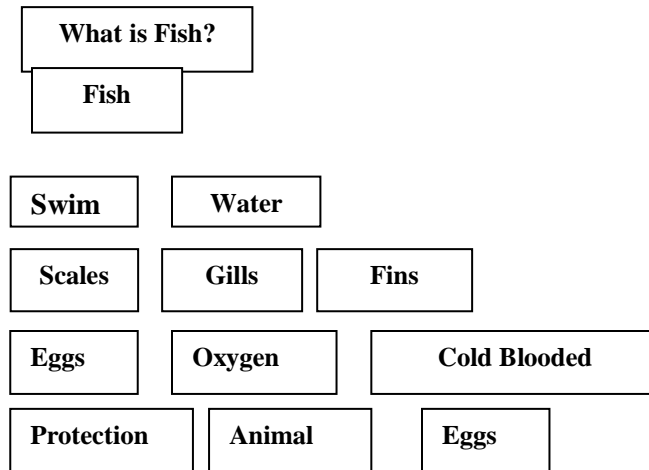 What is Fish?
Fish
Swim Water
Scales Gills Fins
Eggs Oxygen Cold Blooded
Protection Animal Eggs